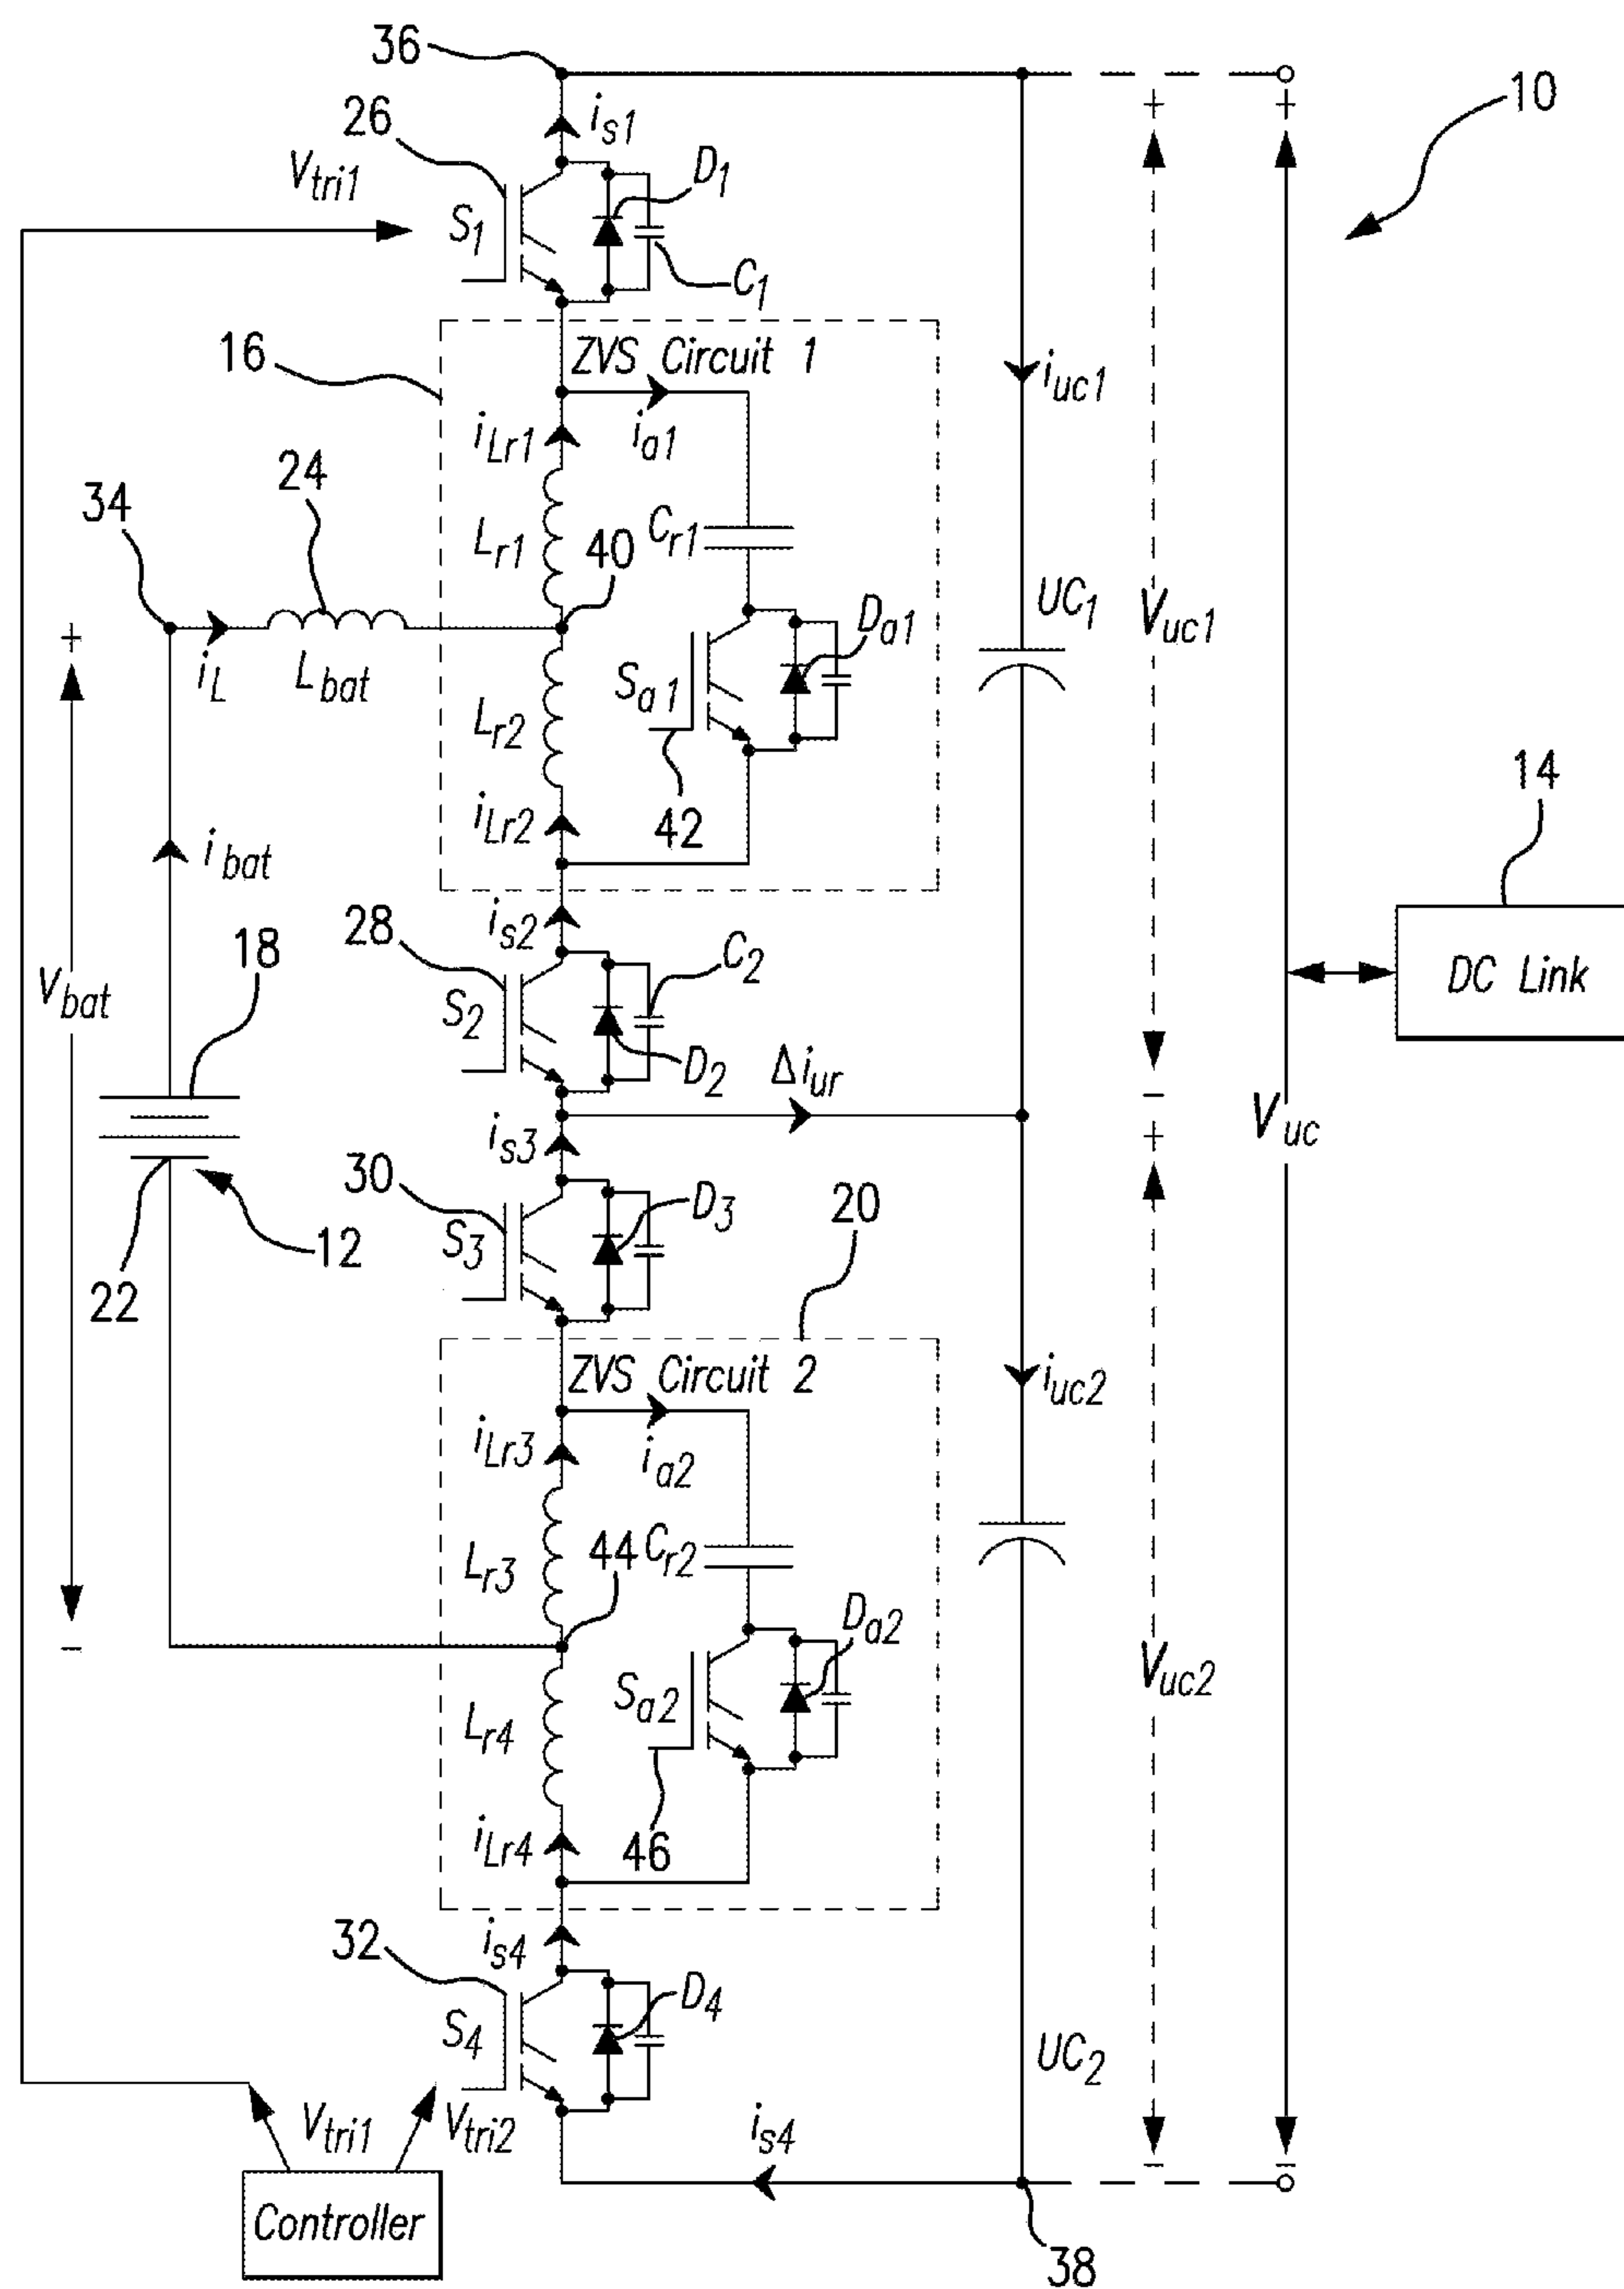 36
10
26
i_s1
+
+
V_tri1
D_1
S_1
C_1
16
ZVS Circuit 1
i_uc1
i_Lr1
i_a1
24
34
C_r1
L_r1
40
UC_1
V_uc1
D_a1
+
i_L
L_bat
S_a1
L_r2
14
i_Lr2
42
i_bat
28
i_s2
18
C_2
DC Link
V_bat
S_2
D_2
Δi_ur
−
V_uc
i_s3
+
30
D_3
20
S_3
12
22
ZVS Circuit 2
i_uc2
i_Lr3
i_a2
44
C_r2
L_r3
D_a2
−
V_uc2
S_a2
L_r4
i_Lr4
46
32
i_s4
D_4
S_4
UC_2
V_tri1
V_tri2
i_s4
−
−
Controller
38